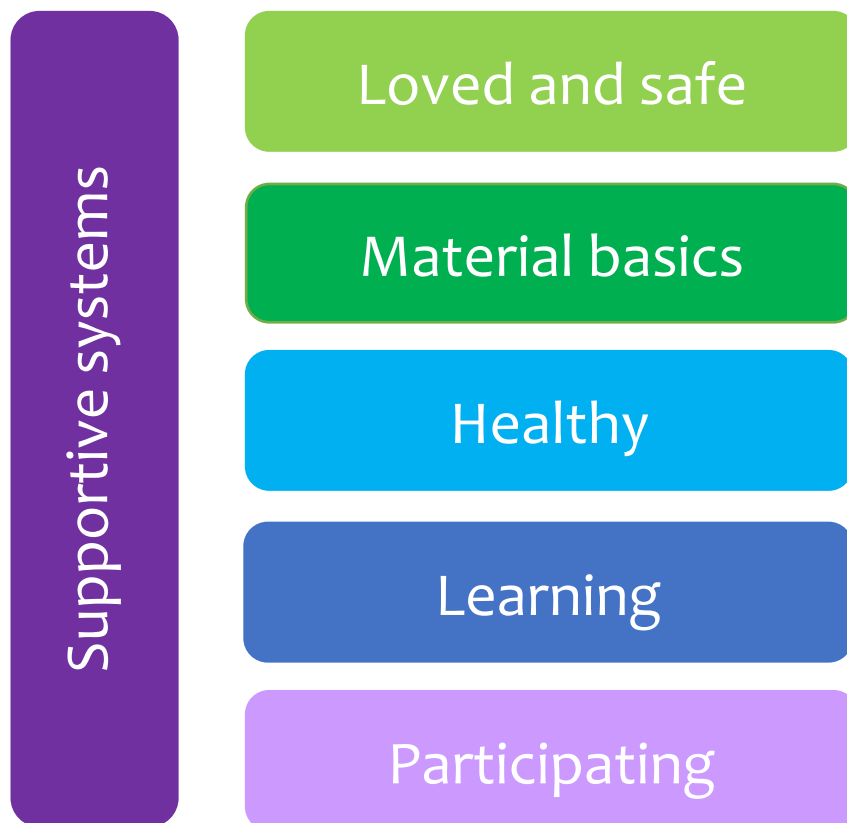 Supportive systems
Loved and safe
Material basics
Healthy
Learning
Participating